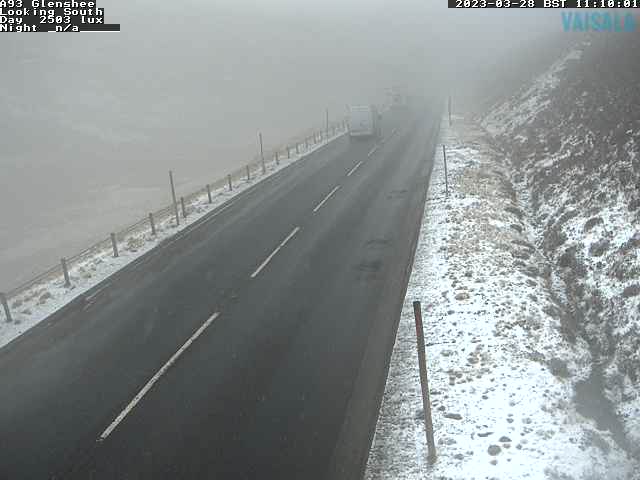 A93 Glenshee
Looking South
Day 2503 lux
Night n/a
2023-03-28 BST 11:10:01
VAISALA